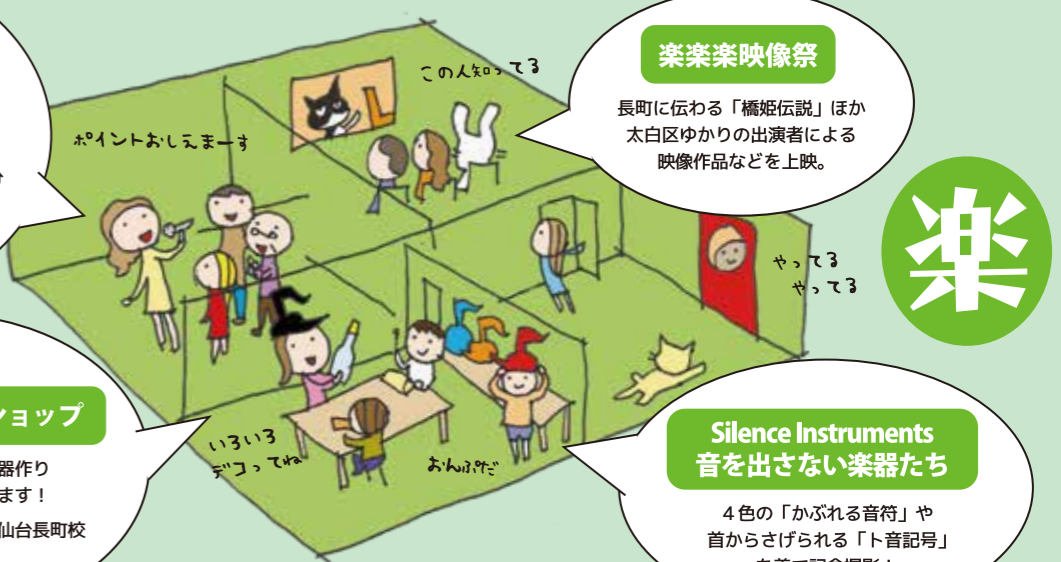 楽楽楽映像祭
長町に伝わる「橋姫伝説」ほか
太白区ゆかりの出演者による
映像作品などを上映。
この人知ってる
ポイントおしえまーす
楽
やってる
やってる
ショップ
器作り
ます!
仙台長町校
いろいろ
デコってね
おんぷだ
Silence Instruments
音を出さない楽器たち
4色の「かぶれる音符」や
首からさげられる「ト音記号」